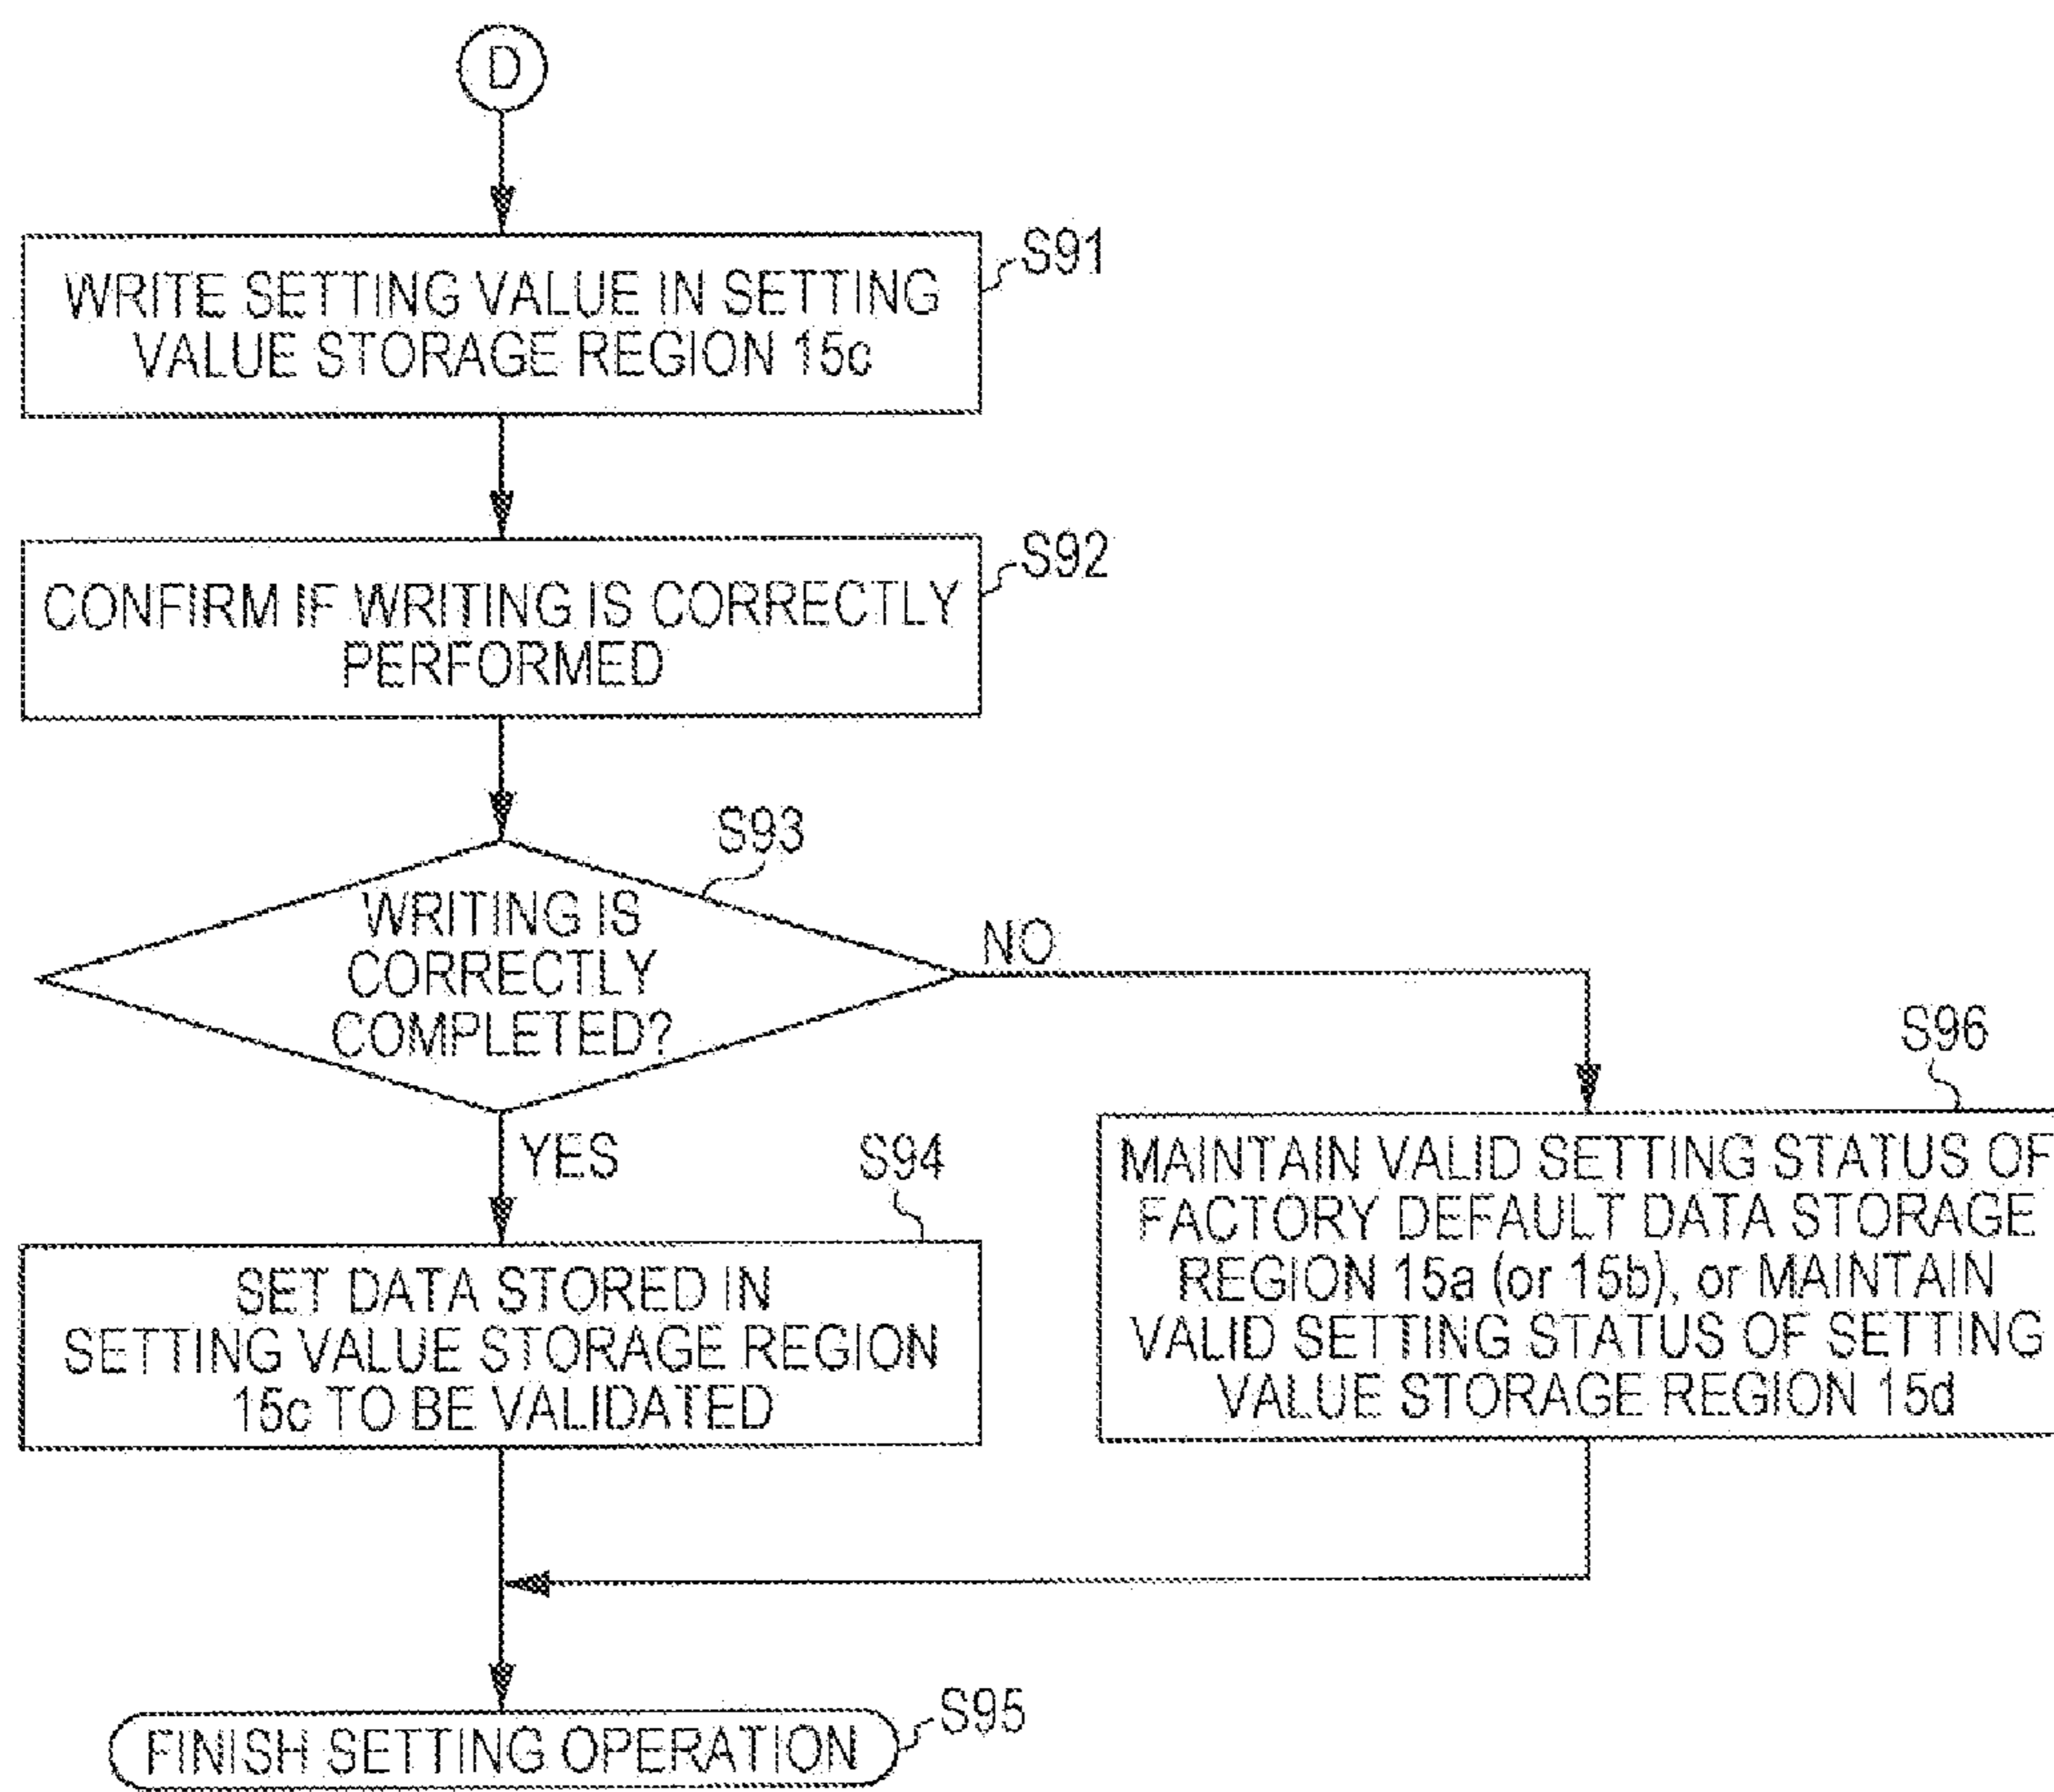 D
S91
WRITE SETTING VALUE IN SETTING
VALUE STORAGE REGION 15c
S92
CONFIRM IF WRITING IS CORRECTLY
PERFORMED
S93
WRITING IS
CORRECTLY
COMPLETED?
NO
YES
S94
SET DATA STORED IN
SETTING VALUE STORAGE REGION
15c TO BE VALIDATED
S96
MAINTAIN VALID SETTING STATUS OF
FACTORY DEFAULT DATA STORAGE
REGION 15a (or 15b), or MAINTAIN
VALID SETTING STATUS OF SETTING
VALUE STORAGE REGION 15d
FINISH SETTING OPERATION
S95